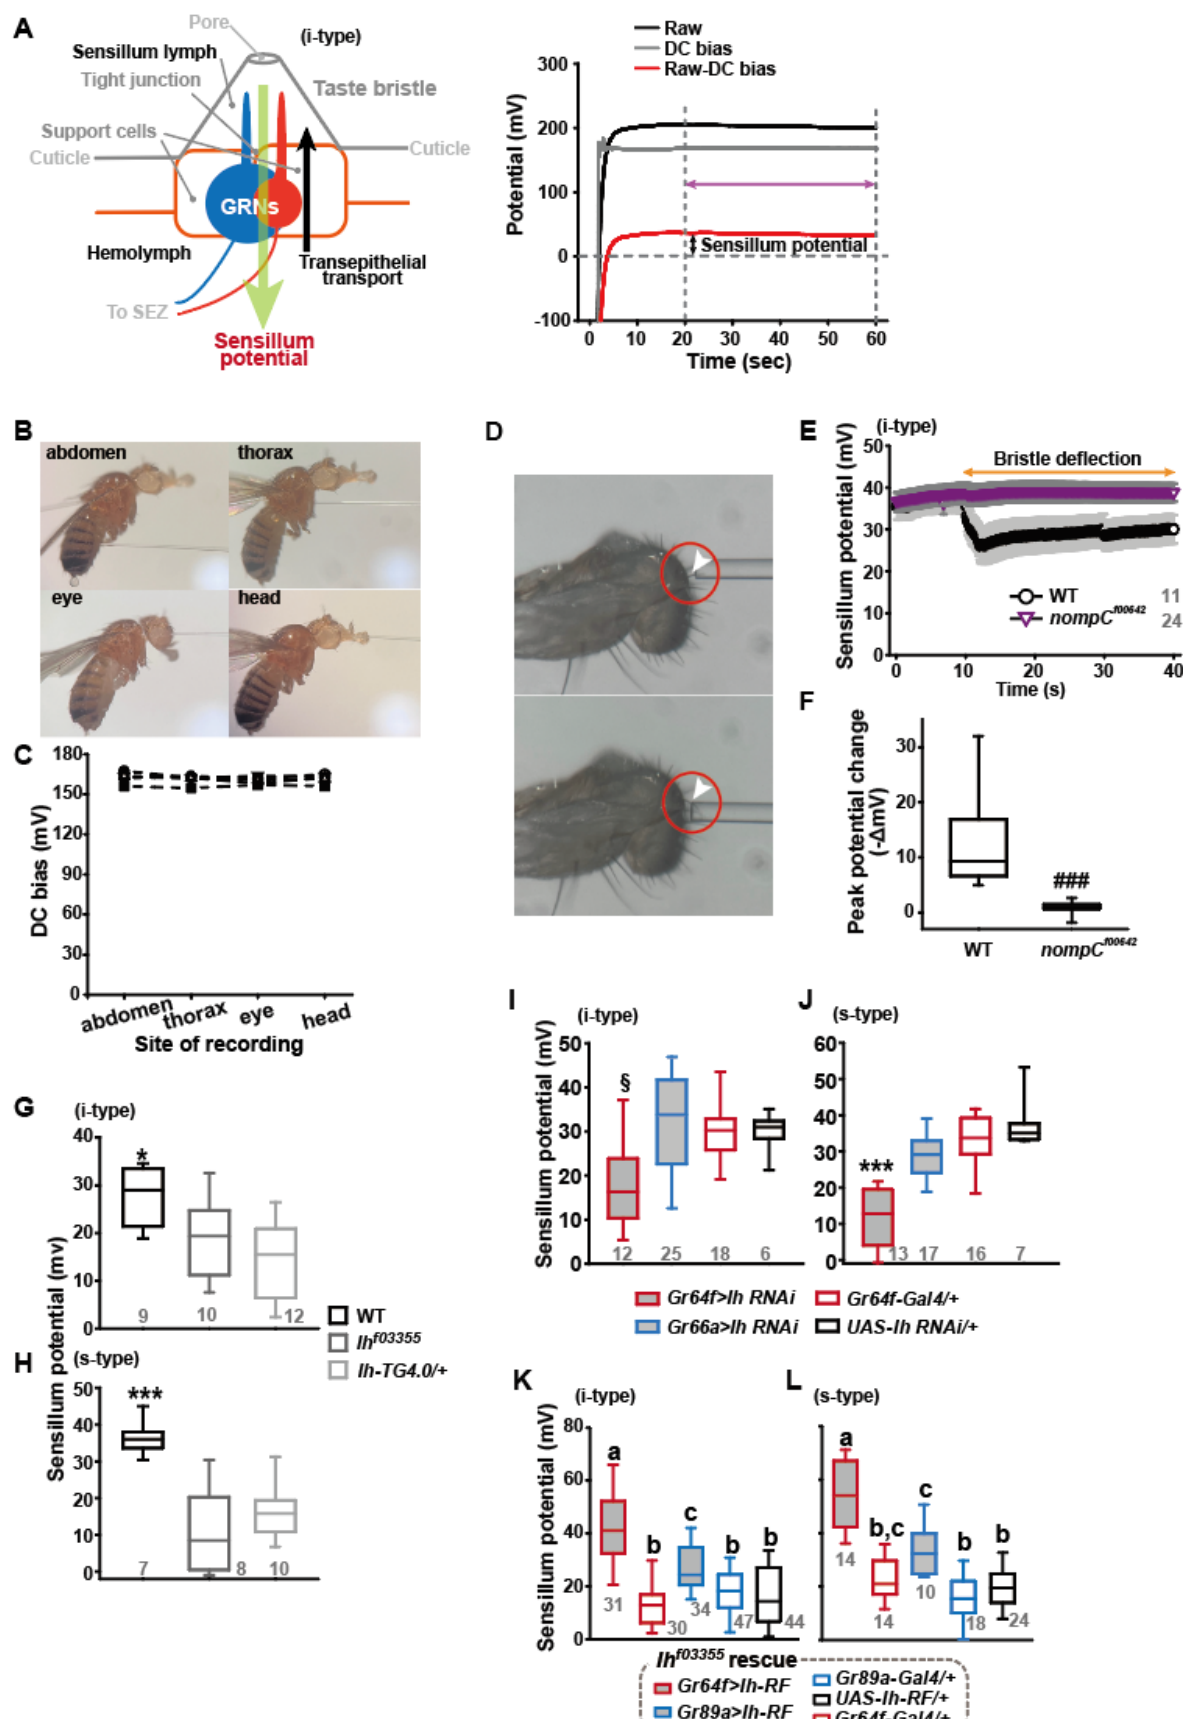 A
Pore
(i-type)
Sensillum lymph
Tight junction
Taste bristle
Support cells
Cuticle
Cuticle
GRNs
Hemolymph
Transepithelial
transport
To SEZ
Sensillum
potential
Raw
DC bias
Raw-DC bias
Potential (mV)
300
200
100
0
-100
Sensillum potential
0 10 20 30 40 50 60
Time (sec)
B
abdomen
thorax
eye
head
C
DC bias (mV)
180
150
120
90
60
30
0
abdomen thorax eye head
Site of recording
D
E
(i-type)
Sensillum potential (mV)
50
40
30
20
10
0
Bristle deflection
WT 11
nompC^f00642 24
0 10 20 30 40
Time (s)
F
Peak potential change
(-ΔmV)
30
20
10
0
###
WT nompC^f00642
G
(i-type)
Sensillum potential (mv)
40
30
20
10
0
*
9 10 12
WT
Ih^f03355
Ih-TG4.0/+
H
(s-type)
50
40
30
20
10
0
***
7 8 10
I
(i-type)
Sensillum potential (mV)
50
40
30
20
10
0
§
12 25 18 6
J
(s-type)
60
50
40
30
20
10
0
***
13 17 16 7
Gr64f>Ih RNAi
Gr64f-Gal4/+
Gr66a>Ih RNAi
UAS-Ih RNAi/+
K
(i-type)
Sensillum potential (mV)
80
60
40
20
0
a b c b b
31 30 34 47 44
L
(s-type)
a b,c c b b
14 14 10 18 24
Ih^f03355 rescue
Gr64f>Ih-RF
Gr89a>Ih-RF
Gr89a-Gal4/+
UAS-Ih-RF/+
Gr64f-Gal4/+